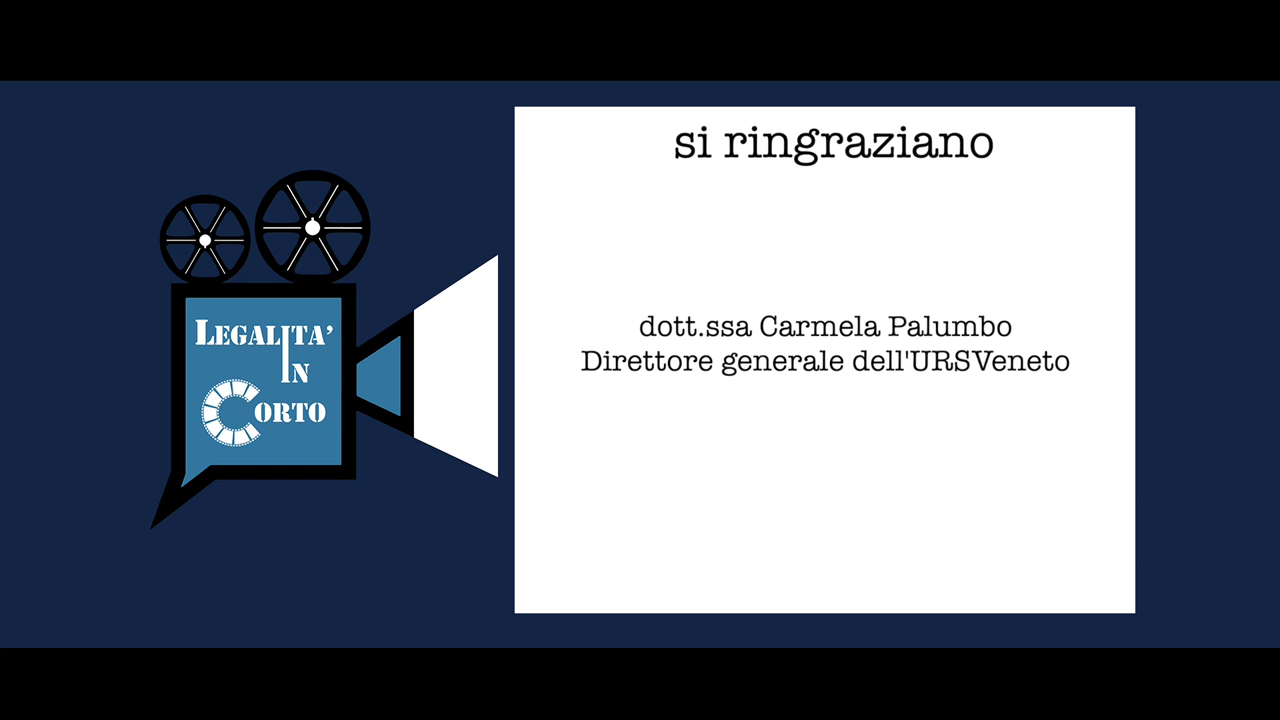 LEGALITA'
IN
CORTO
si ringraziano
dott.ssa Carmela Palumbo
Direttore generale dell'URSVeneto